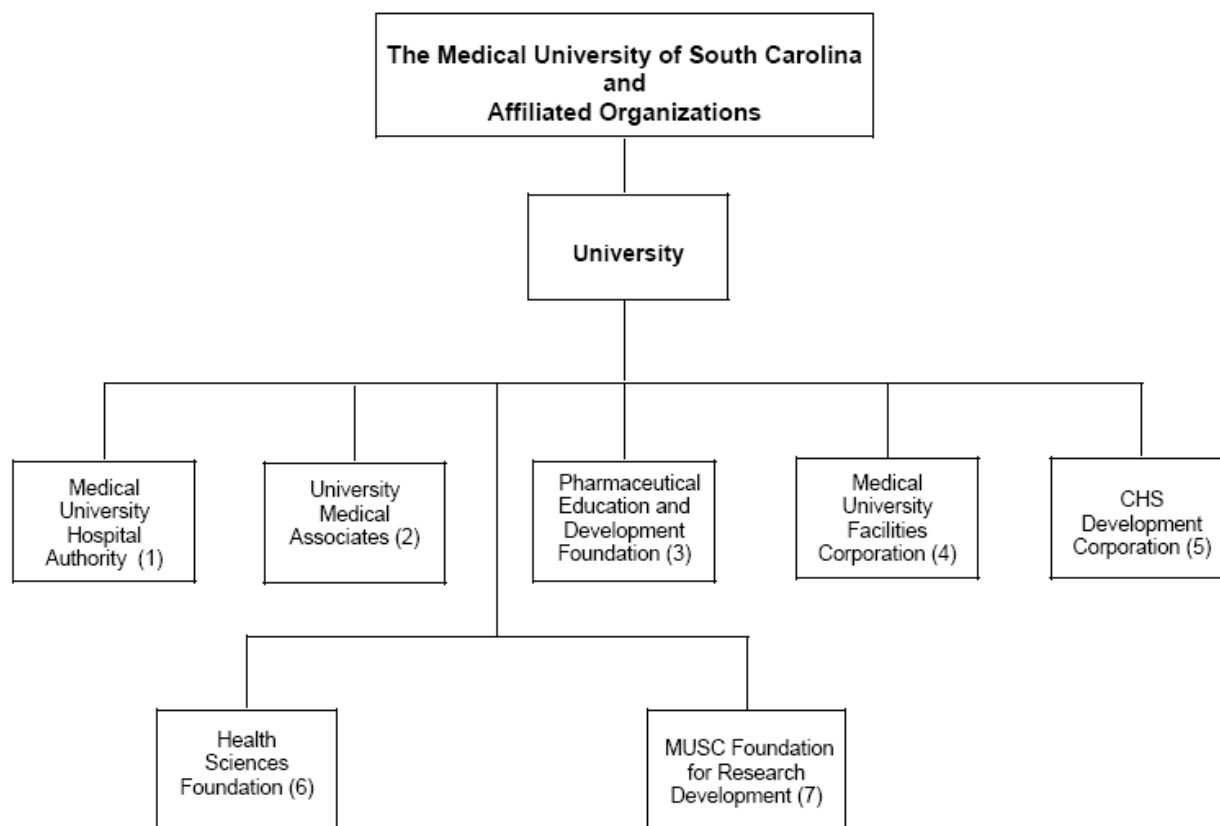 The Medical University of South Carolina
and
Affiliated Organizations
University
Medical
University
Hospital
Authority (1)
University
Medical
Associates (2)
Pharmaceutical
Education and
Development
Foundation (3)
Medical
University
Facilities
Corporation (4)
CHS
Development
Corporation (5)
Health
Sciences
Foundation (6)
MUSC Foundation
for Research
Development (7)